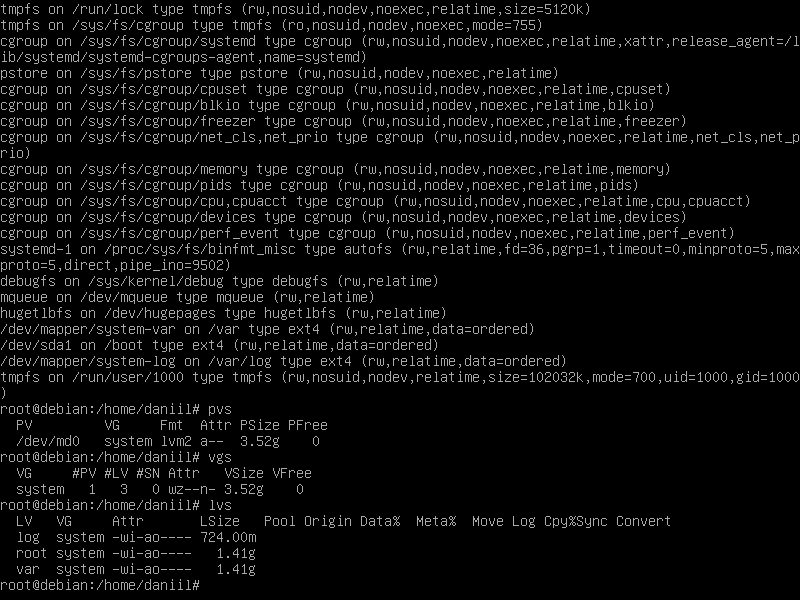 tmpfs on /run/lock type tmpfs (rw,nosuid,nodev,noexec,relatime,size=5120k)
tmpfs on /sys/fs/cgroup type tmpfs (ro,nosuid,nodev,noexec,mode=755)
cgroup on /sys/fs/cgroup/systemd type cgroup (rw,nosuid,nodev,noexec,relatime,xattr,release_agent=/l
ib/systemd/systemd-cgroups-agent,name=systemd)
pstore on /sys/fs/pstore type pstore (rw,nosuid,nodev,noexec,relatime)
cgroup on /sys/fs/cgroup/cpuset type cgroup (rw,nosuid,nodev,noexec,relatime,cpuset)
cgroup on /sys/fs/cgroup/blkio type cgroup (rw,nosuid,nodev,noexec,relatime,blkio)
cgroup on /sys/fs/cgroup/freezer type cgroup (rw,nosuid,nodev,noexec,relatime,freezer)
cgroup on /sys/fs/cgroup/net_cls,net_prio type cgroup (rw,nosuid,nodev,noexec,relatime,net_cls,net_p
rio)
cgroup on /sys/fs/cgroup/memory type cgroup (rw,nosuid,nodev,noexec,relatime,memory)
cgroup on /sys/fs/cgroup/pids type cgroup (rw,nosuid,nodev,noexec,relatime,pids)
cgroup on /sys/fs/cgroup/cpu,cpuacct type cgroup (rw,nosuid,nodev,noexec,relatime,cpu,cpuacct)
cgroup on /sys/fs/cgroup/devices type cgroup (rw,nosuid,nodev,noexec,relatime,devices)
cgroup on /sys/fs/cgroup/perf_event type cgroup (rw,nosuid,nodev,noexec,relatime,perf_event)
systemd-1 on /proc/sys/fs/binfmt_misc type autofs (rw,relatime,fd=36,pgrp=1,timeout=0,minproto=5,max
proto=5,direct,pipe_ino=9502)
debugfs on /sys/kernel/debug type debugfs (rw,relatime)
mqueue on /dev/mqueue type mqueue (rw,relatime)
hugetlbfs on /dev/hugepages type hugetlbfs (rw,relatime)
/dev/mapper/system-var on /var type ext4 (rw,relatime,data=ordered)
/dev/sda1 on /boot type ext4 (rw,relatime,data=ordered)
/dev/mapper/system-log on /var/log type ext4 (rw,relatime,data=ordered)
tmpfs on /run/user/1000 type tmpfs (rw,nosuid,nodev,relatime,size=102032k,mode=700,uid=1000,gid=1000
)
root@debian:/home/daniil# pvs
  PV         VG     Fmt  Attr PSize PFree
  /dev/md0   system lvm2 a--  3.52g    0
root@debian:/home/daniil# vgs
  VG     #PV #LV #SN Attr   VSize VFree
  system   1   3   0 wz--n- 3.52g    0
root@debian:/home/daniil# lvs
  LV   VG     Attr       LSize   Pool Origin Data%  Meta%  Move Log Cpy%Sync Convert
  log  system -wi-ao---- 724.00m
  root system -wi-ao----   1.41g
  var  system -wi-ao----   1.41g
root@debian:/home/daniil#